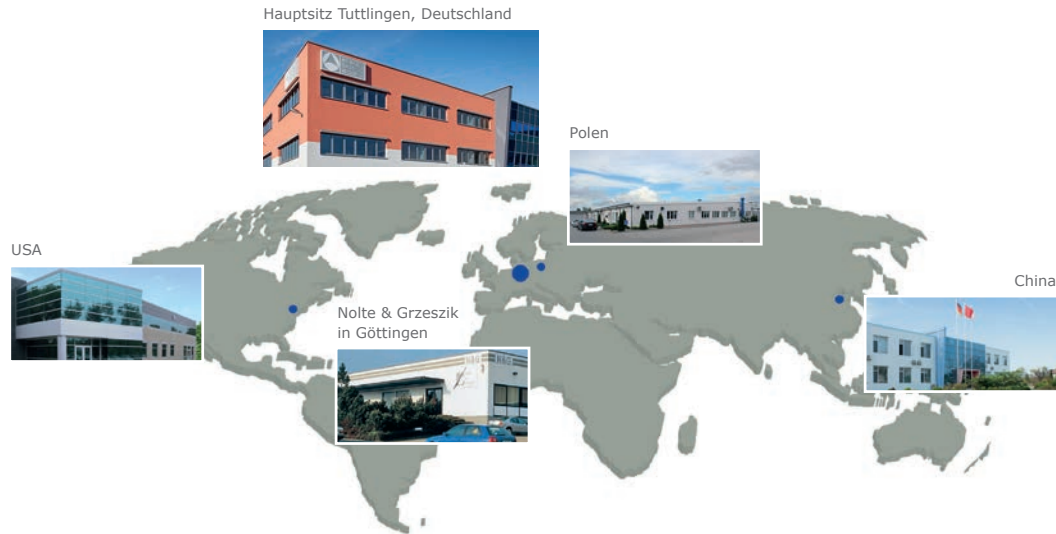 Hauptsitz Tuttlingen, Deutschland
Polen
USA
China
Nolte & Grzeszik
in Göttingen